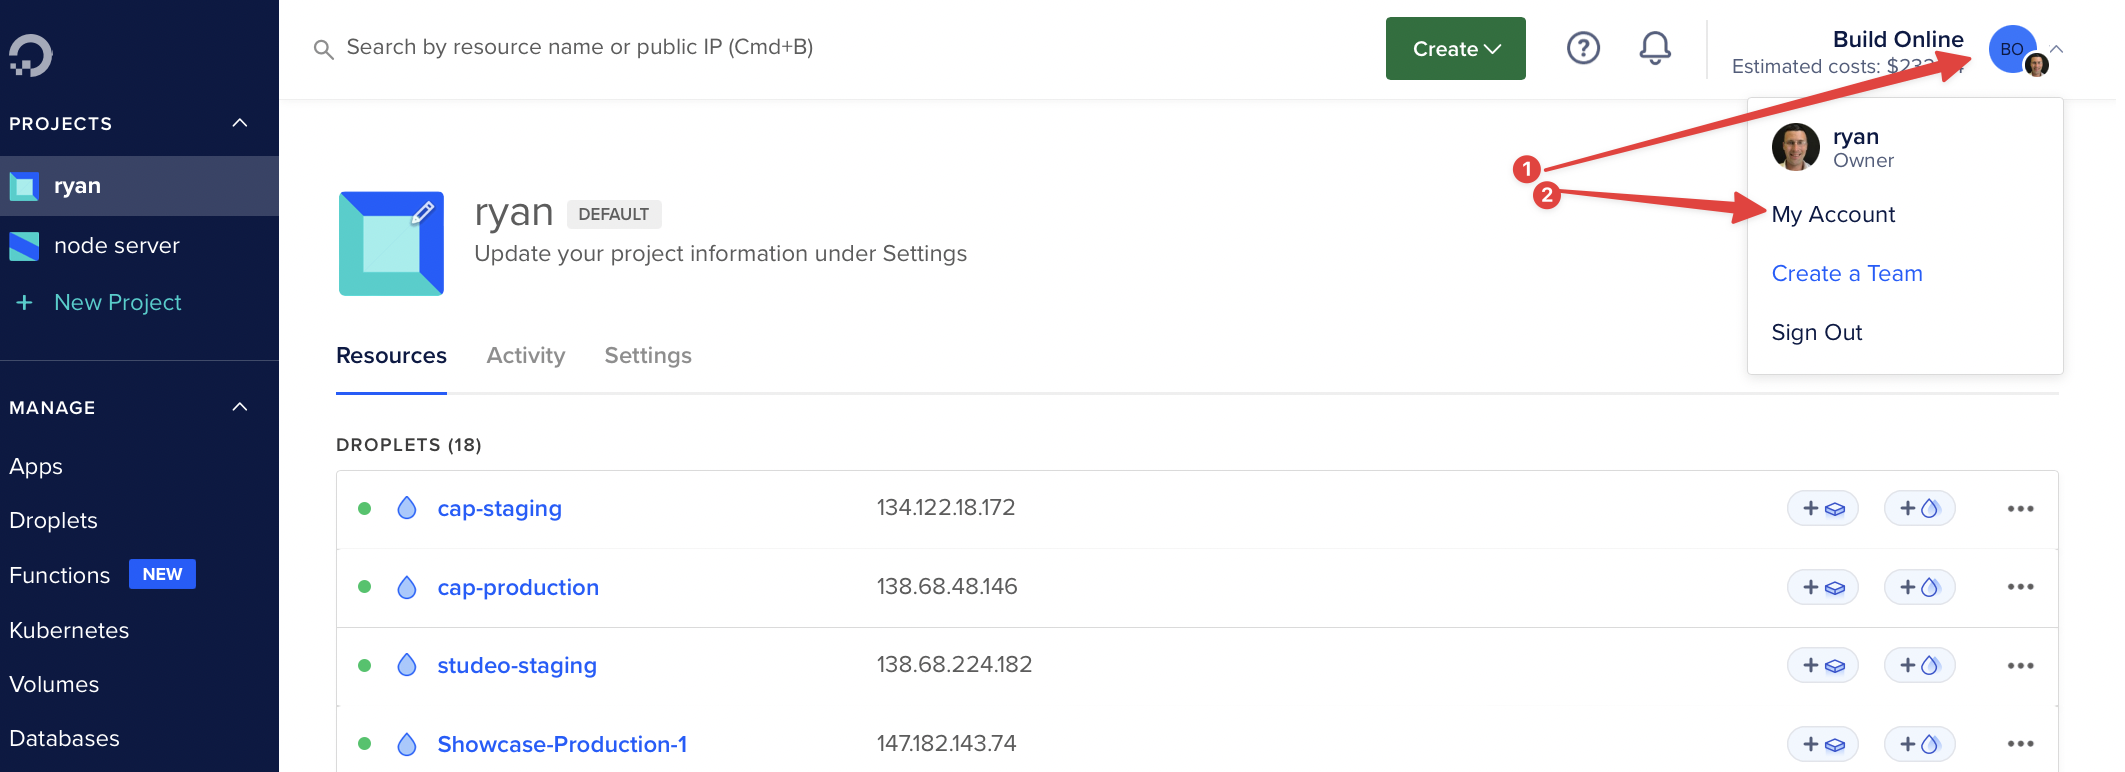 Search by resource name or public IP (Cmd+B)
Create
?
Build Online
Estimated costs:
BO
PROJECTS
ryan
node server
+ New Project
MANAGE
Apps
Droplets
Functions NEW
Kubernetes
Volumes
Databases
ryan DEFAULT
Update your project information under Settings
1
2
ryan
Owner
My Account
Create a Team
Sign Out
Resources Activity Settings
DROPLETS (18)
cap-staging 134.122.18.172
cap-production 138.68.48.146
studeo-staging 138.68.224.182
Showcase-Production-1 147.182.143.74